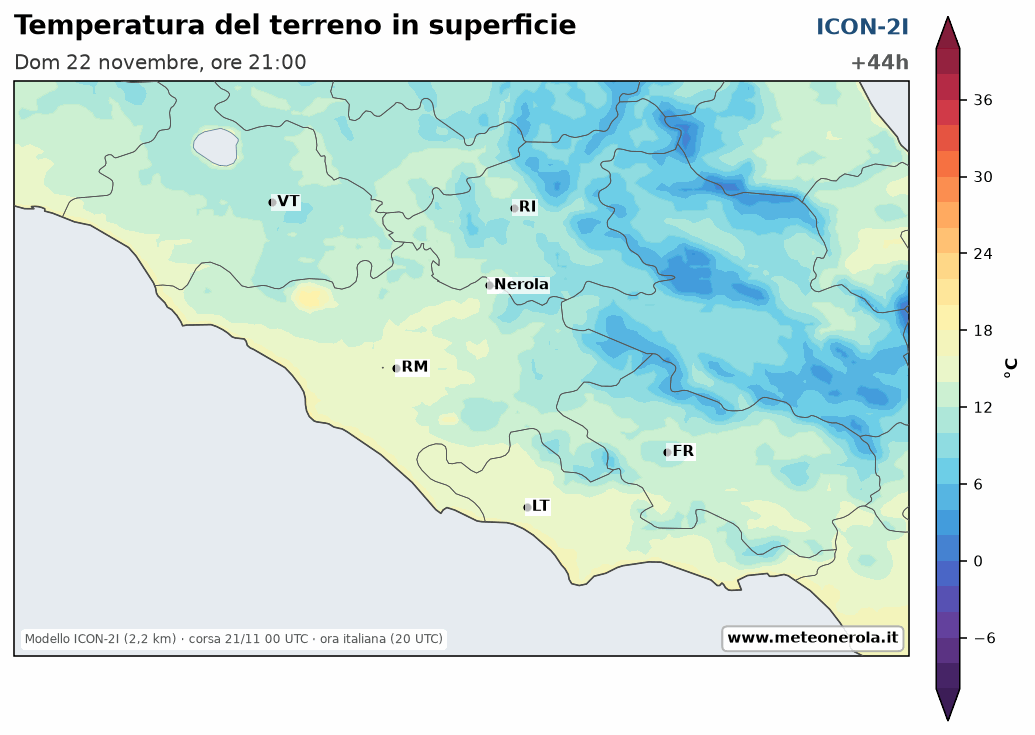 Temperatura del terreno in superficie
ICON-2I
Dom 22 novembre, ore 21:00
+44h
VT
RI
Nerola
RM
FR
LT
36
30
24
18
12
6
0
−6
°C
Modello ICON-2I (2,2 km) · corsa 21/11 00 UTC · ora italiana (20 UTC)
www.meteonerola.it